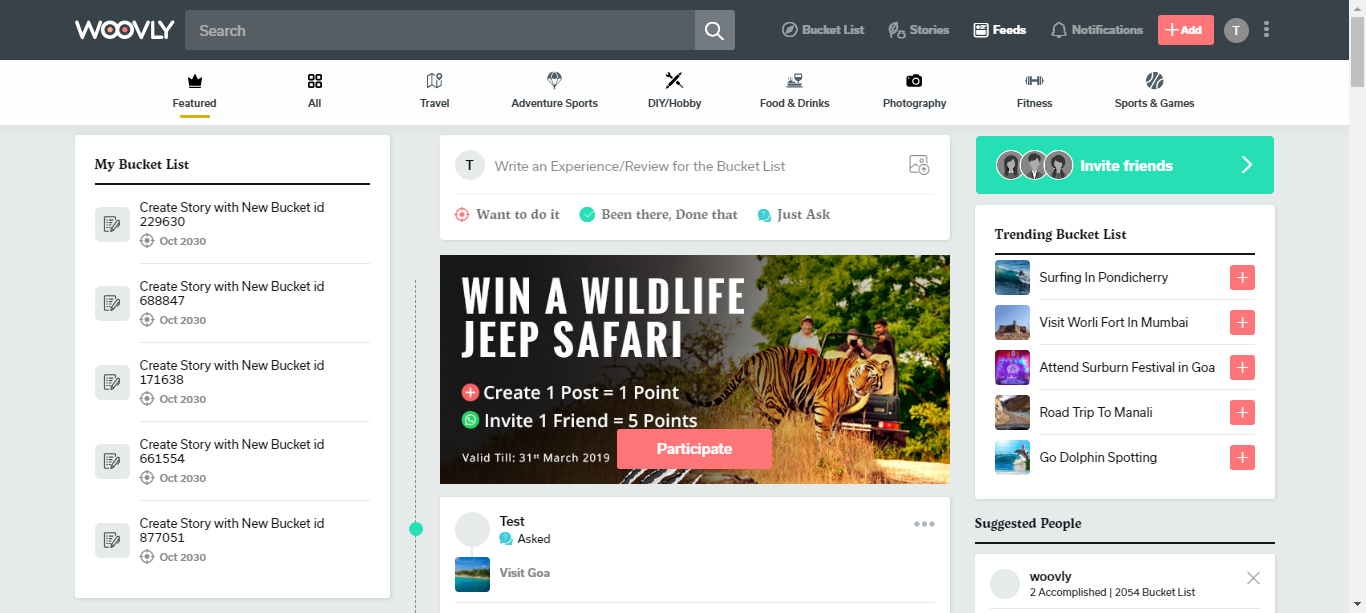 WOOVLY
Search
Bucket List
Stories
Feeds
Notifications
Add
T
Featured
All
Travel
Adventure Sports
DIY/Hobby
Food & Drinks
Photography
Fitness
Sports & Games
My Bucket List
Create Story with New Bucket id
229630
Oct 2030
Create Story with New Bucket id
688847
Oct 2030
Create Story with New Bucket id
171638
Oct 2030
Create Story with New Bucket id
661554
Oct 2030
Create Story with New Bucket id
877051
Oct 2030
T
Write an Experience/Review for the Bucket List
Want to do it
Been there, Done that
Just Ask
WIN A WILDLIFE
JEEP SAFARI
Create 1 Post = 1 Point
Invite 1 Friend = 5 Points
Valid Till: 31st March 2019
Participate
Test
Asked
Visit Goa
Invite friends
Trending Bucket List
Surfing In Pondicherry
Visit Worli Fort In Mumbai
Attend Surburn Festival in Goa
Road Trip To Manali
Go Dolphin Spotting
Suggested People
woovly
2 Accomplished | 2054 Bucket List